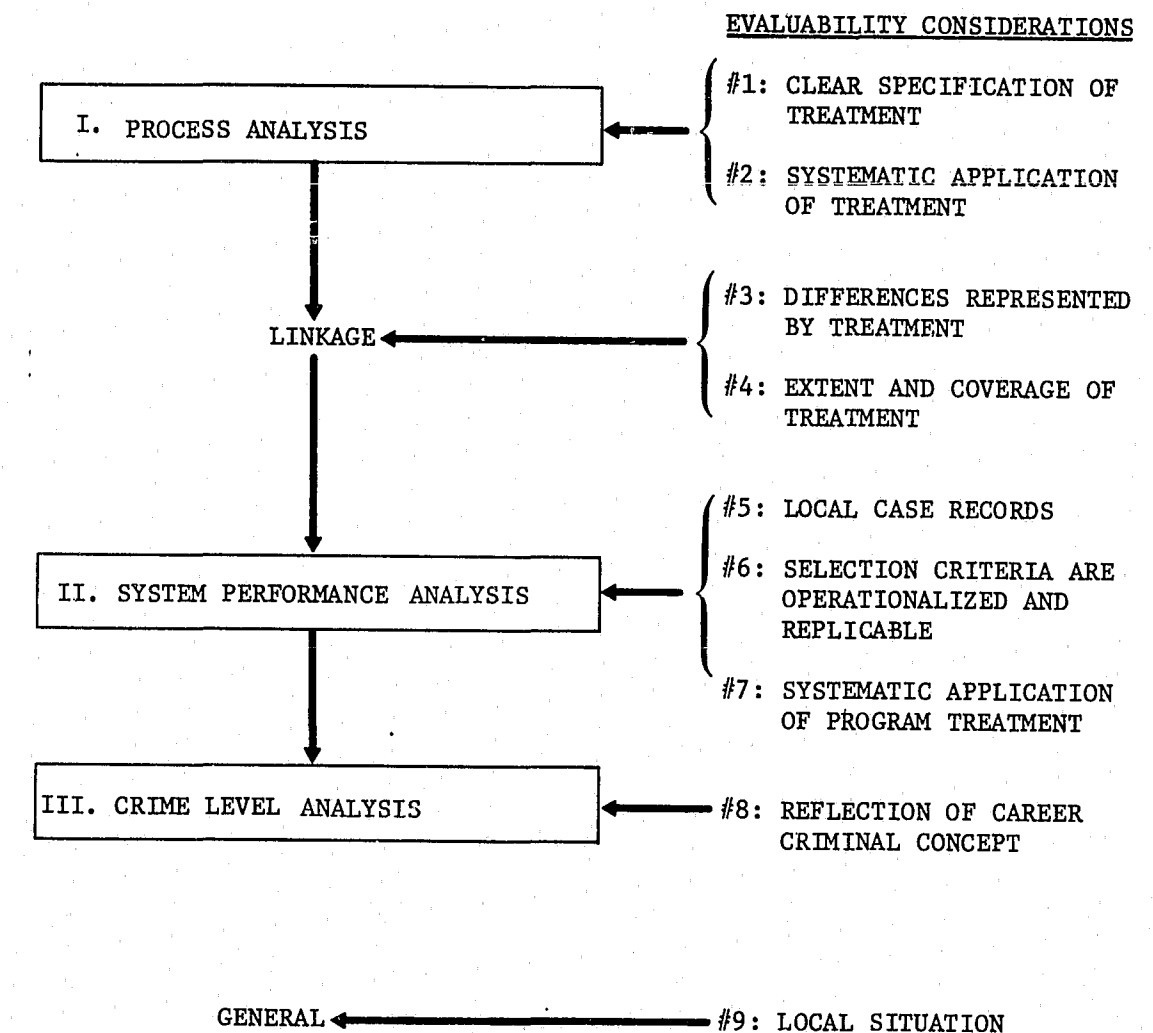 EVALUABILITY CONSIDERATIONS
#1: CLEAR SPECIFICATION OF
TREATMENT
I. PROCESS ANALYSIS
#2: SYSTEMATIC APPLICATION
OF TREATMENT
#3: DIFFERENCES REPRESENTED
BY TREATMENT
LINKAGE
#4: EXTENT AND COVERAGE OF
TREATMENT
#5: LOCAL CASE RECORDS
#6: SELECTION CRITERIA ARE
OPERATIONALIZED AND
REPLICABLE
II. SYSTEM PERFORMANCE ANALYSIS
#7: SYSTEMATIC APPLICATION
OF PROGRAM TREATMENT
III. CRIME LEVEL ANALYSIS
#8: REFLECTION OF CAREER
CRIMINAL CONCEPT
GENERAL
#9: LOCAL SITUATION